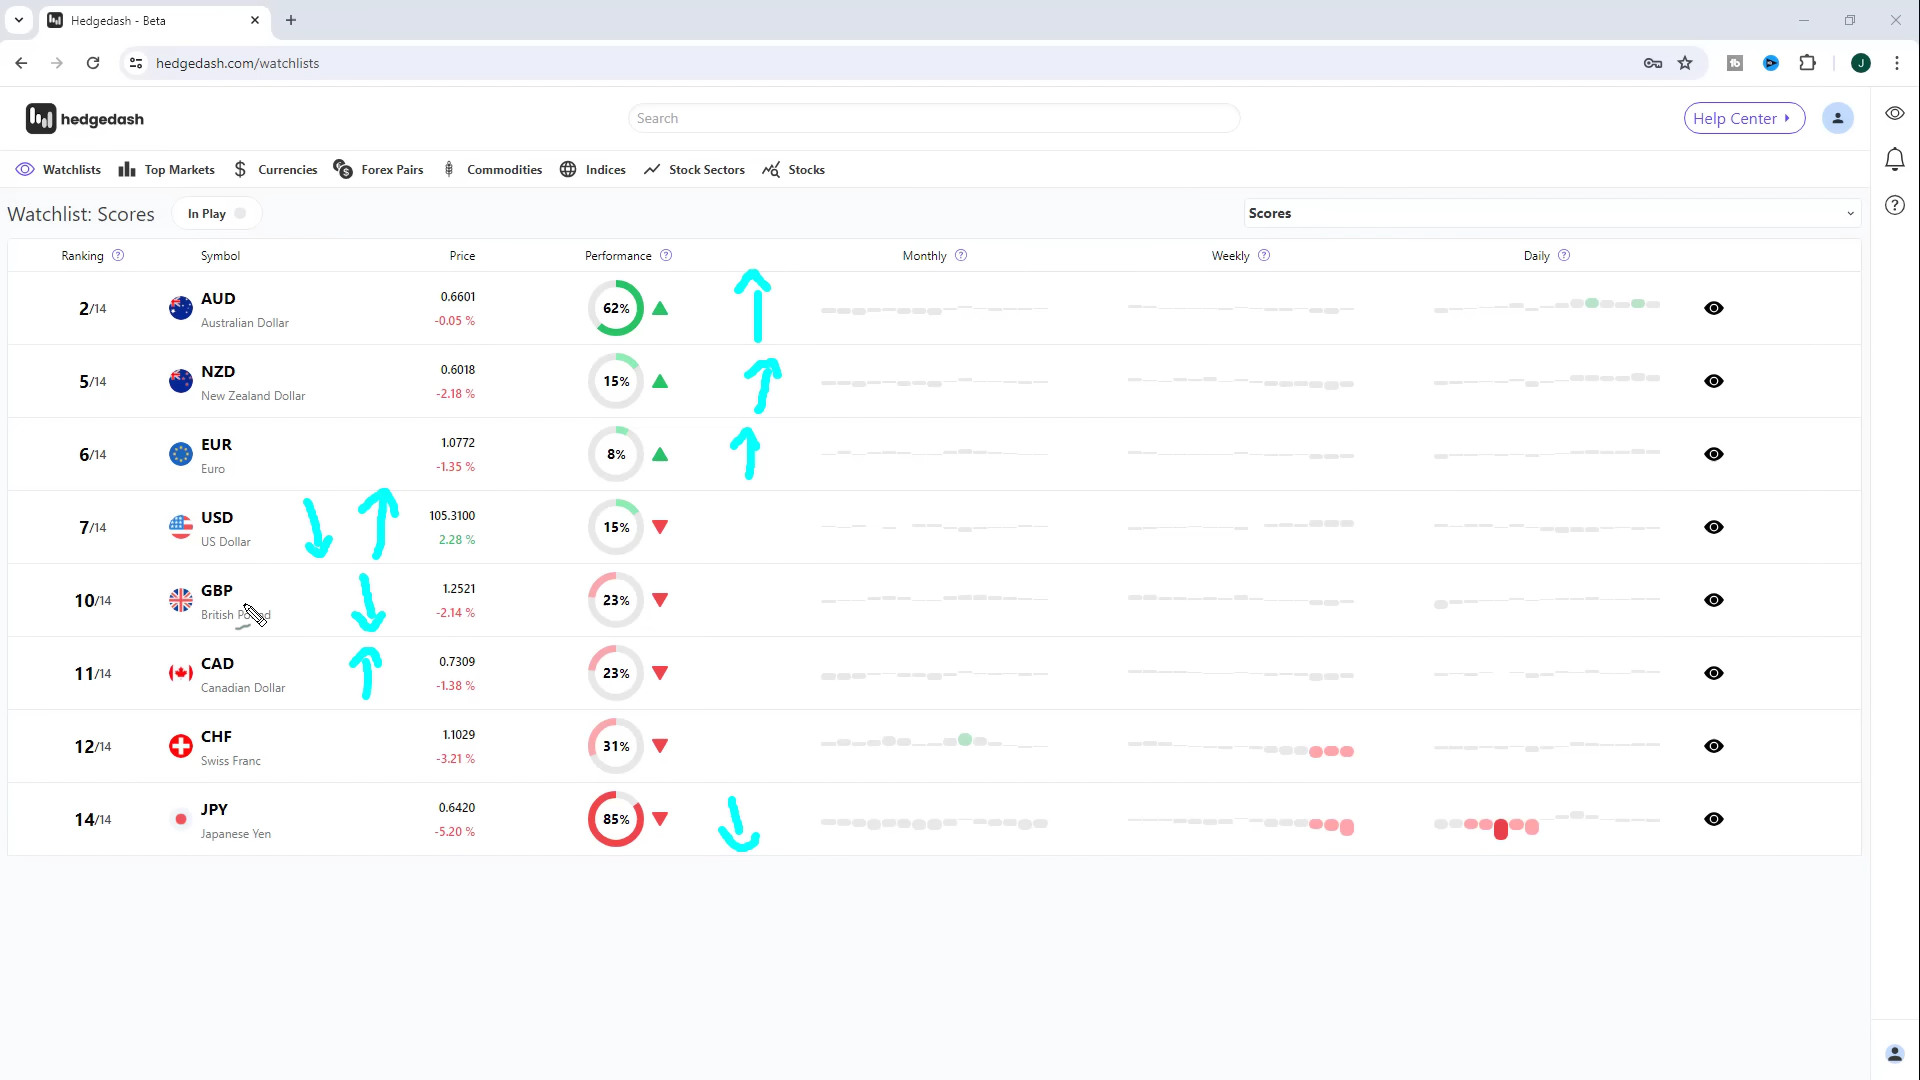 Hedgedash - Beta
hedgedash.com/watchlists
J
hedgedash
Search
Help Center
Watchlists
Top Markets
Currencies
Forex Pairs
Commodities
Indices
Stock Sectors
Stocks
Watchlist: Scores
In Play
Scores
Ranking
Symbol
Price
Performance
Monthly
Weekly
Daily
2/14
AUD
Australian Dollar
0.6601
-0.05 %
62%
5/14
NZD
New Zealand Dollar
0.6018
-2.18 %
15%
6/14
EUR
Euro
1.0772
-1.35 %
8%
7/14
USD
US Dollar
105.3100
2.28 %
15%
10/14
GBP
British Pound
1.2521
-2.14 %
23%
11/14
CAD
Canadian Dollar
0.7309
-1.38 %
23%
12/14
CHF
Swiss Franc
1.1029
-3.21 %
31%
14/14
JPY
Japanese Yen
0.6420
-5.20 %
85%